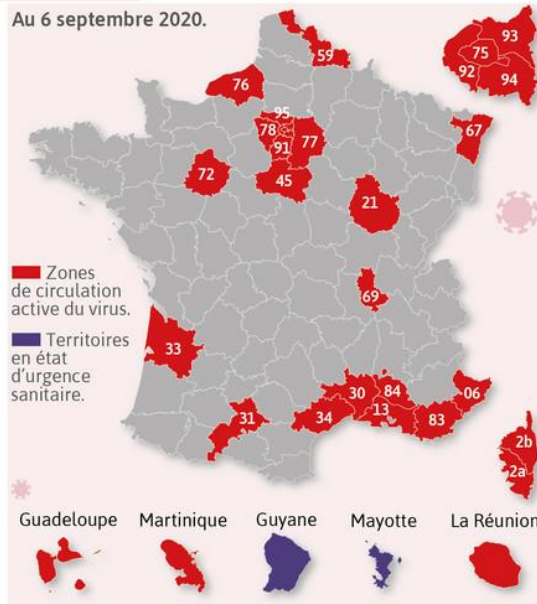 Au 6 septembre 2020.
59
76
95
78
77
91
45
72
21
67
93
75
92
94
69
33
Zones
de circulation
active du virus.
Territoires
en état
d'urgence
sanitaire.
31
34
30
84
13
83
06
2b
2a
Guadeloupe
Martinique
Guyane
Mayotte
La Réunion